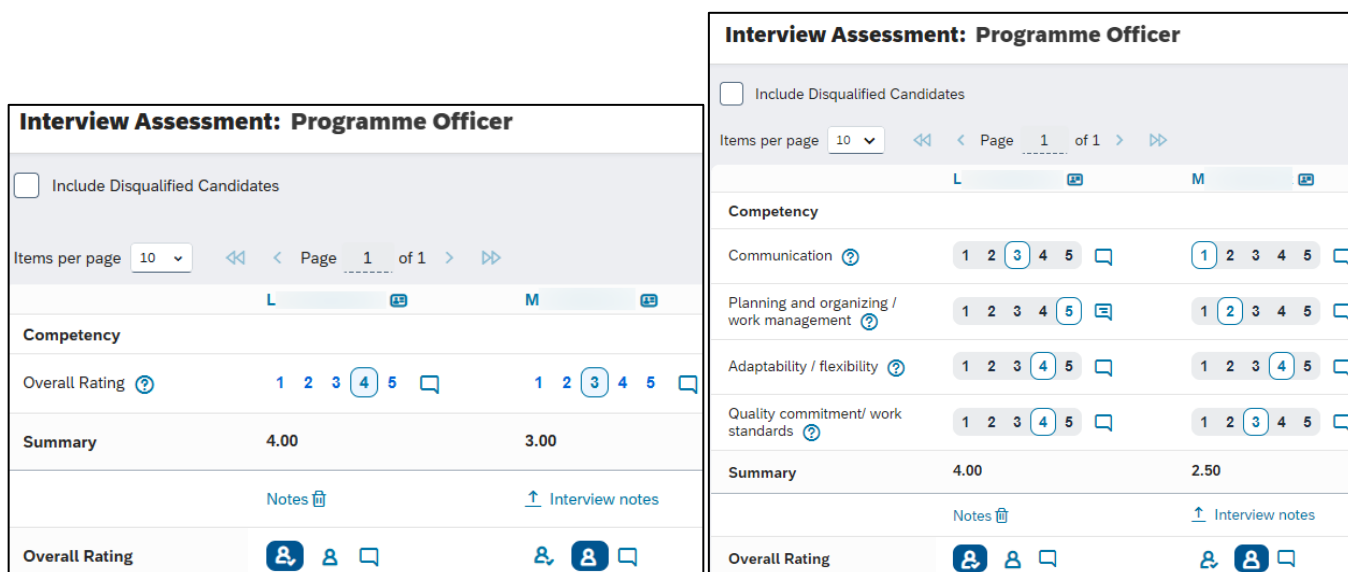 Interview Assessment: Programme Officer
Include Disqualified Candidates
Items per page 10 Page 1 of 1
L M
Competency
Overall Rating 1 2 3 4 5 1 2 3 4 5
Summary 4.00 3.00
Notes Interview notes
Overall Rating
Interview Assessment: Programme Officer
Include Disqualified Candidates
Items per page 10 Page 1 of 1
L M
Competency
Communication 1 2 3 4 5 1 2 3 4 5
Planning and organizing /
work management 1 2 3 4 5 1 2 3 4 5
Adaptability / flexibility 1 2 3 4 5 1 2 3 4 5
Quality commitment/ work
standards 1 2 3 4 5 1 2 3 4 5
Summary 4.00 2.50
Notes Interview notes
Overall Rating